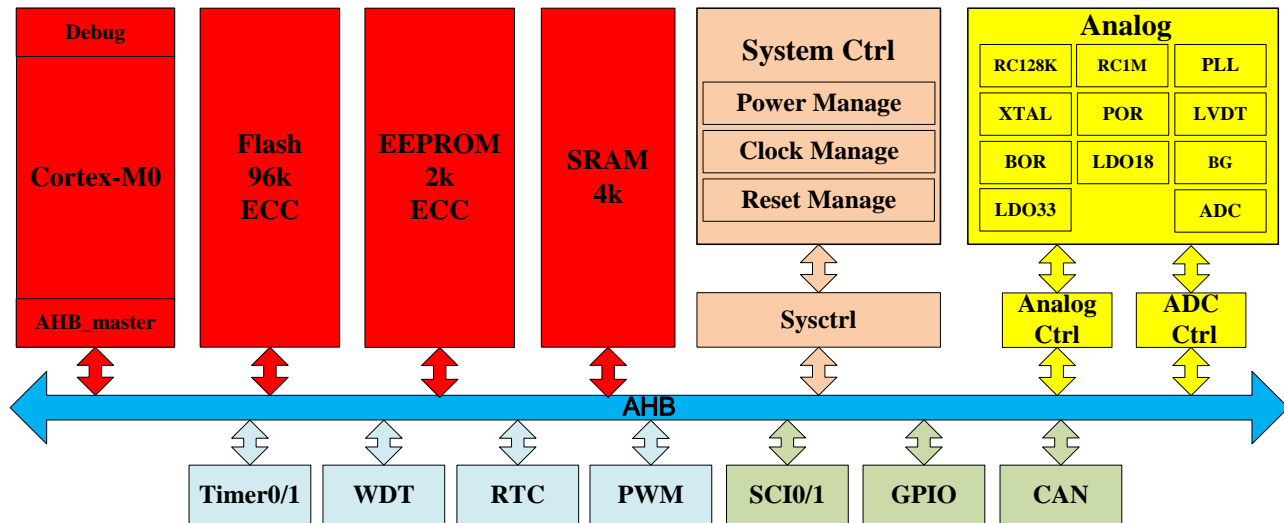 Debug
Cortex-M0
AHB_master
Flash
96k
ECC
EEPROM
2k
ECC
SRAM
4k
System Ctrl
Power Manage
Clock Manage
Reset Manage
Sysctrl
Analog
RC128K
RC1M
PLL
XTAL
POR
LVDT
BOR
LDO18
BG
LDO33
ADC
Analog
Ctrl
ADC
Ctrl
AHB
Timer0/1
WDT
RTC
PWM
SCI0/1
GPIO
CAN